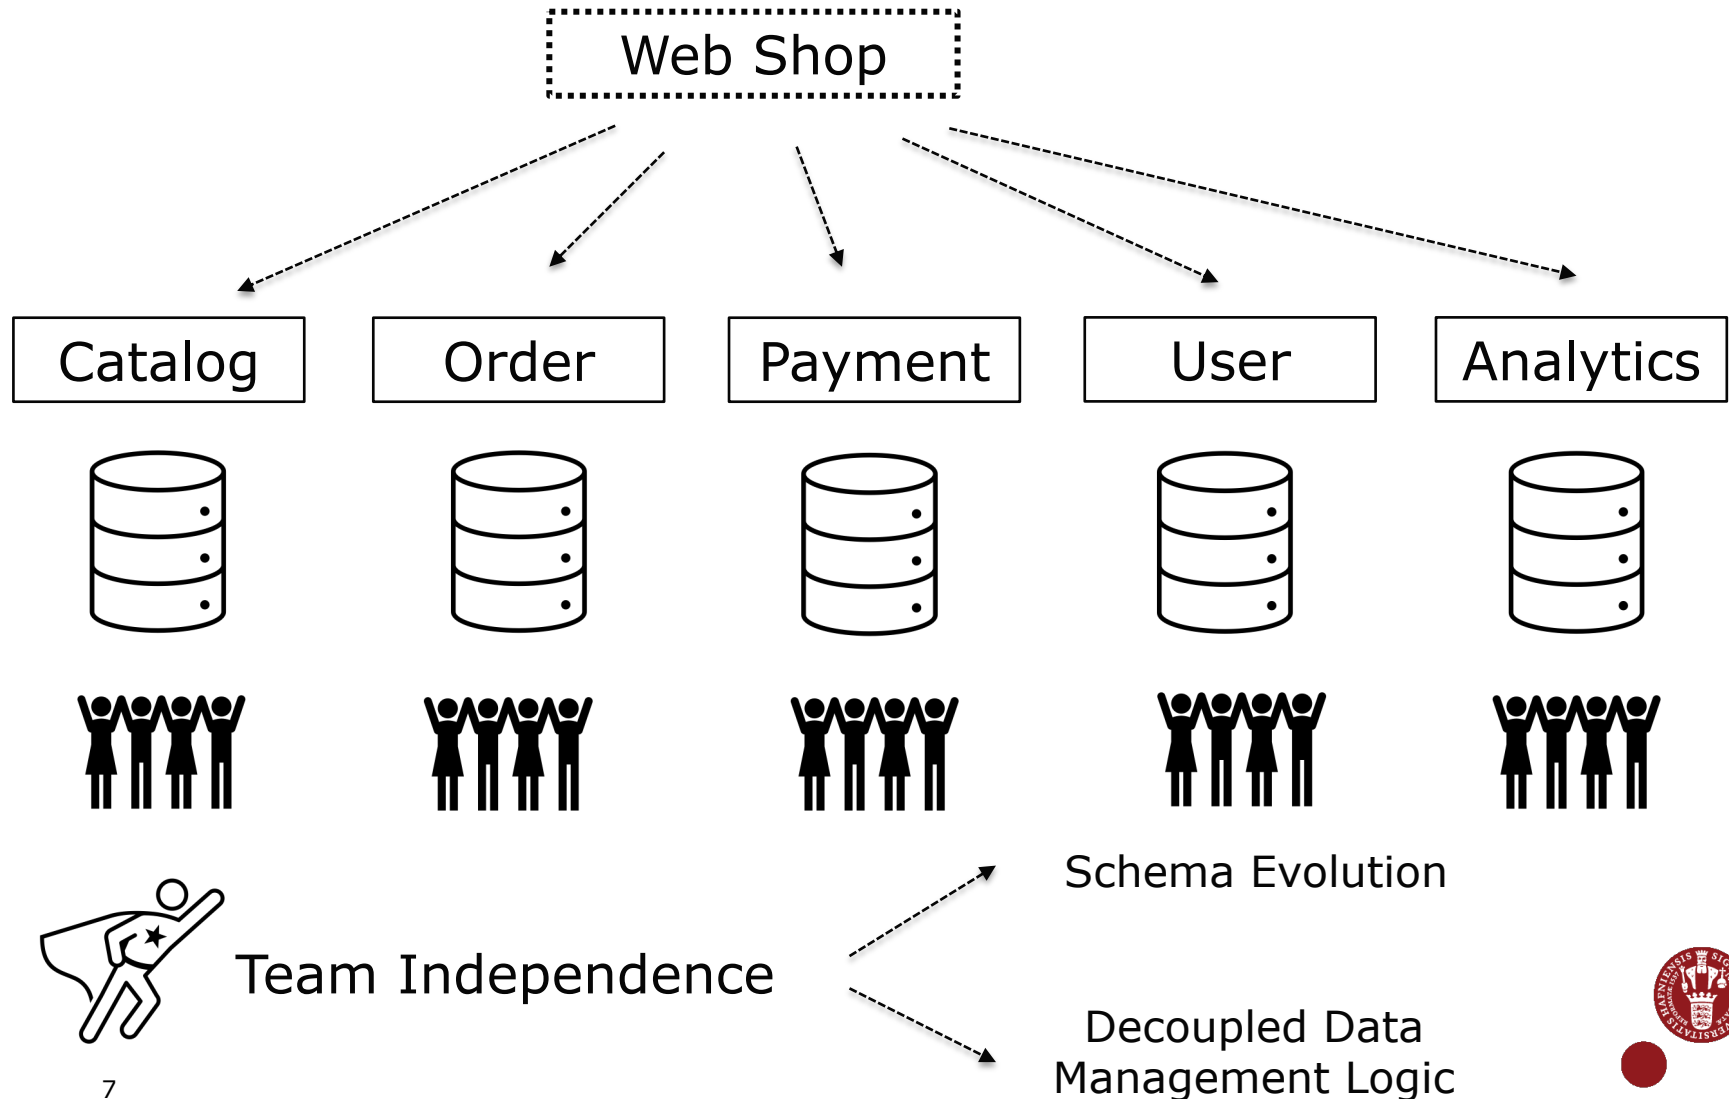 Web Shop
Catalog
Order
Payment
User
Analytics
Schema Evolution
Team Independence
Decoupled Data
Management Logic
7